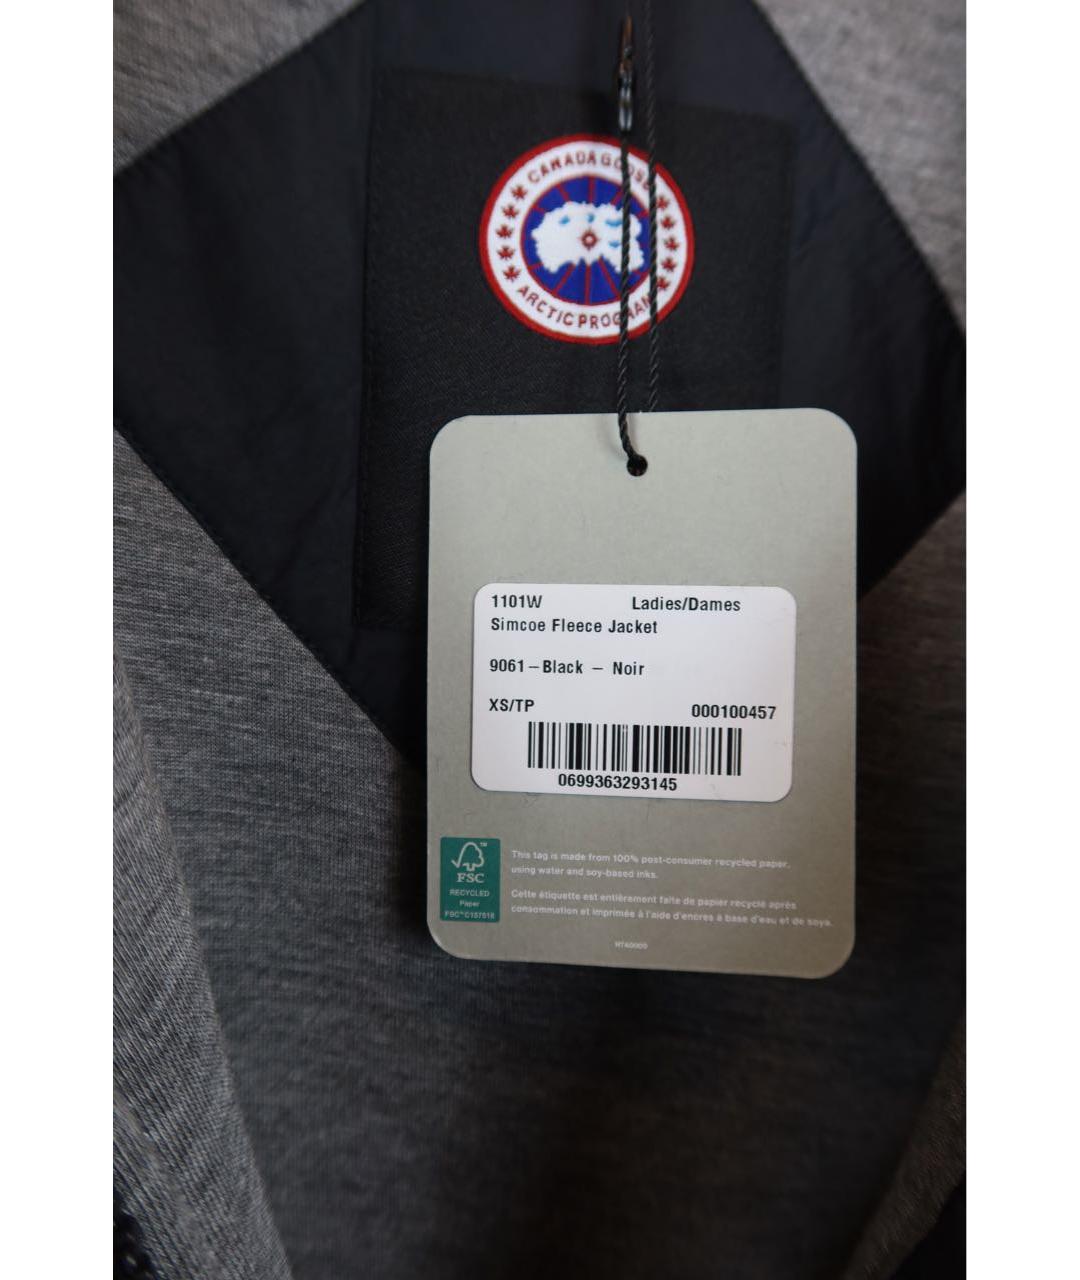 CANADA GOOSE
ARCTIC PROGRAM
1101W Ladies/Dames
Simcoe Fleece Jacket
9061-Black - Noir
XS/TP 000100457
0699363293145
FSC
RECYCLED
Paper
This tag is made from 100% post-consumer recycled paper,
using water and soy-based inks.
Cette étiquette est entièrement faite de papier recyclé après
consommation et imprimée à l'aide d'encres à base d'eau et de soya.